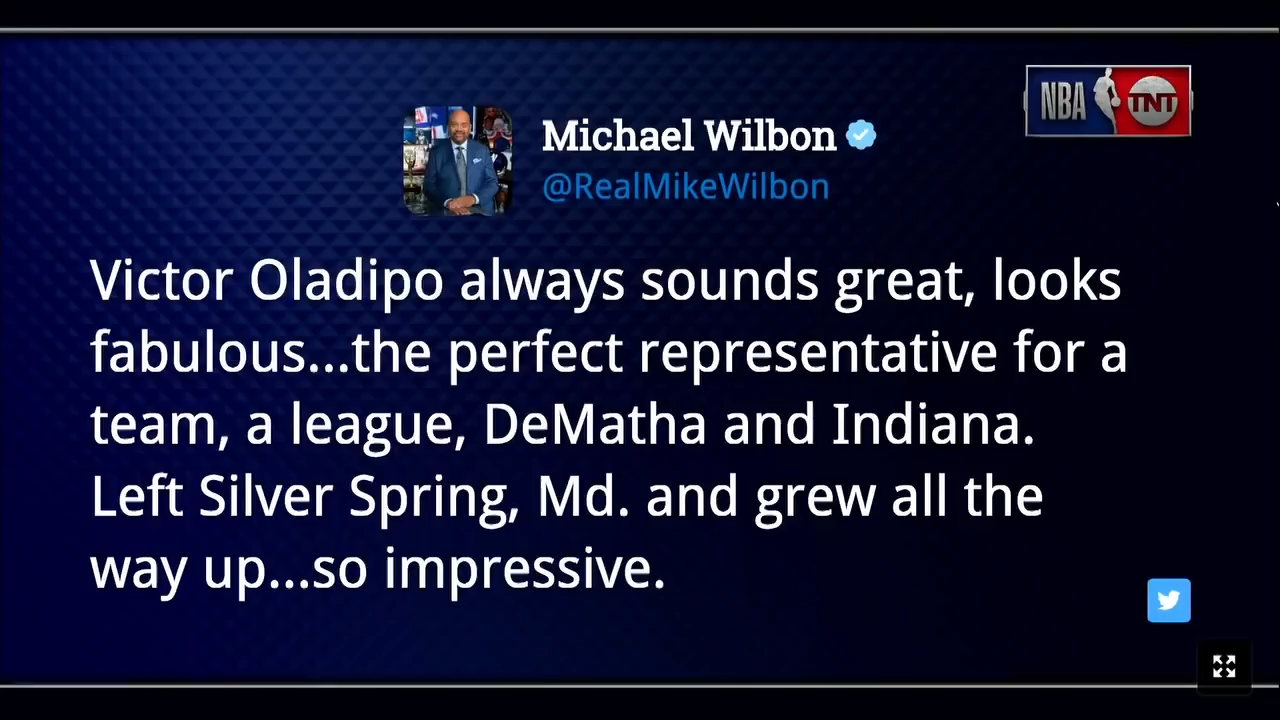 NBA TNT
Michael Wilbon
@RealMikeWilbon
Victor Oladipo always sounds great, looks
fabulous...the perfect representative for a
team, a league, DeMatha and Indiana.
Left Silver Spring, Md. and grew all the
way up...so impressive.